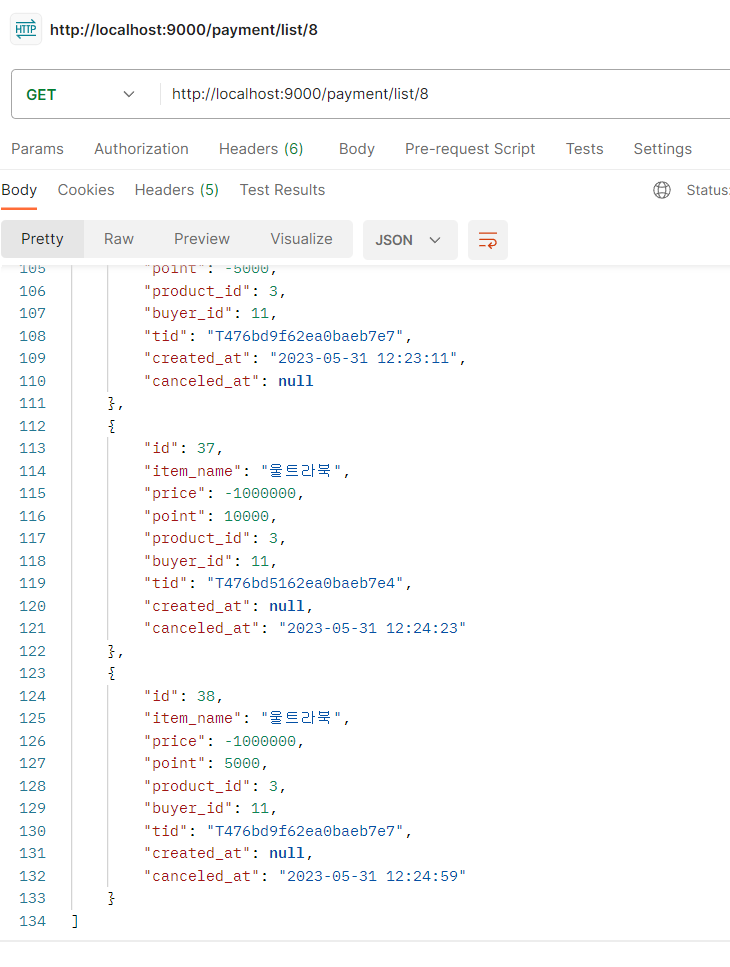 HTTP http://localhost:9000/payment/list/8
GET http://localhost:9000/payment/list/8
Params Authorization Headers (6) Body Pre-request Script Tests Settings
Body Cookies Headers (5) Test Results Status:
Pretty Raw Preview Visualize JSON
105 "point": -5000,
106 "product_id": 3,
107 "buyer_id": 11,
108 "tid": "T476bd9f62ea0baeb7e7",
109 "created_at": "2023-05-31 12:23:11",
110 "canceled_at": null
111 },
112 {
113 "id": 37,
114 "item_name": "울트라북",
115 "price": -1000000,
116 "point": 10000,
117 "product_id": 3,
118 "buyer_id": 11,
119 "tid": "T476bd5162ea0baeb7e4",
120 "created_at": null,
121 "canceled_at": "2023-05-31 12:24:23"
122 },
123 {
124 "id": 38,
125 "item_name": "울트라북",
126 "price": -1000000,
127 "point": 5000,
128 "product_id": 3,
129 "buyer_id": 11,
130 "tid": "T476bd9f62ea0baeb7e7",
131 "created_at": null,
132 "canceled_at": "2023-05-31 12:24:59"
133 }
134 ]